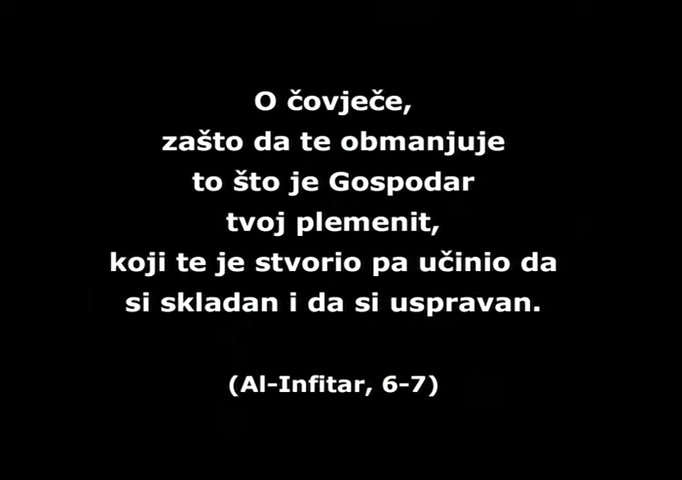 O čovječe,
zašto da te obmanjuje
to što je Gospodar
tvoj plemenit,
koji te je stvorio pa učinio da
si skladan i da si uspravan.
(Al-Infitar, 6-7)